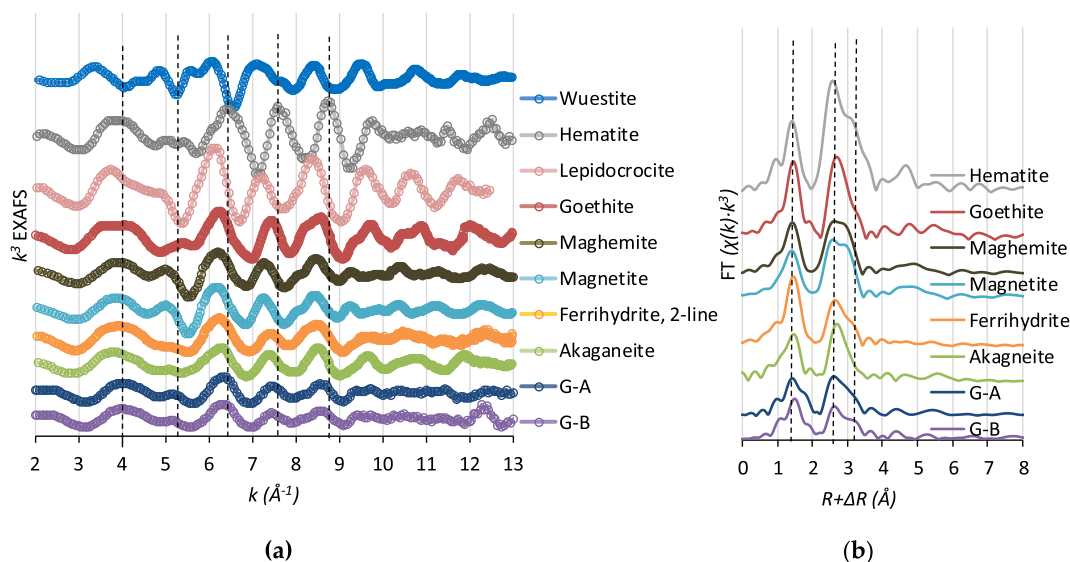 k³ EXAFS
Wuestite
Hematite
Lepidocrocite
Goethite
Maghemite
Magnetite
Ferrihydrite, 2-line
Akaganeite
G-A
G-B
2 3 4 5 6 7 8 9 10 11 12 13
k (Å⁻¹)
(a)
FT (χ(k)·k³)
Hematite
Goethite
Maghemite
Magnetite
Ferrihydrite
Akagneite
G-A
G-B
0 1 2 3 4 5 6 7 8
R+ΔR (Å)
(b)